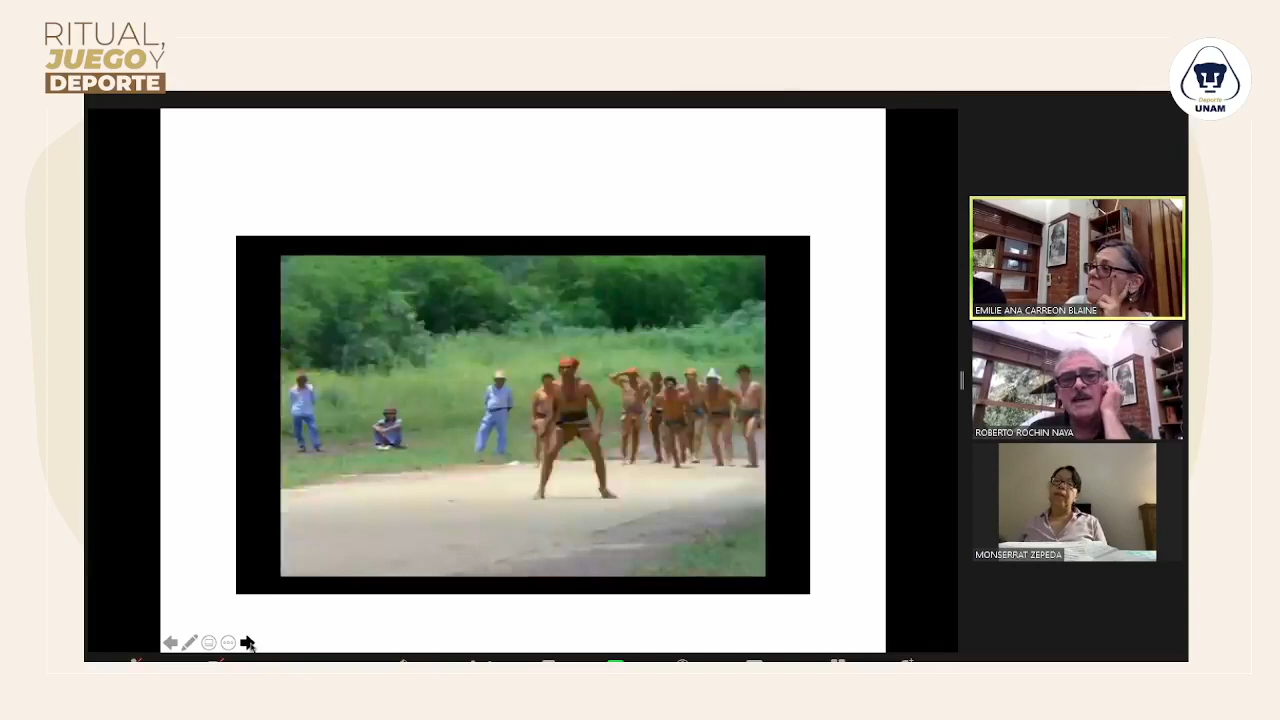 RITUAL,
JUEGO Y
DEPORTE
Deporte
UNAM
EMILIE ANA CARREON BLAINE
ROBERTO ROCHIN NAYA
MONSERRAT ZEPEDA